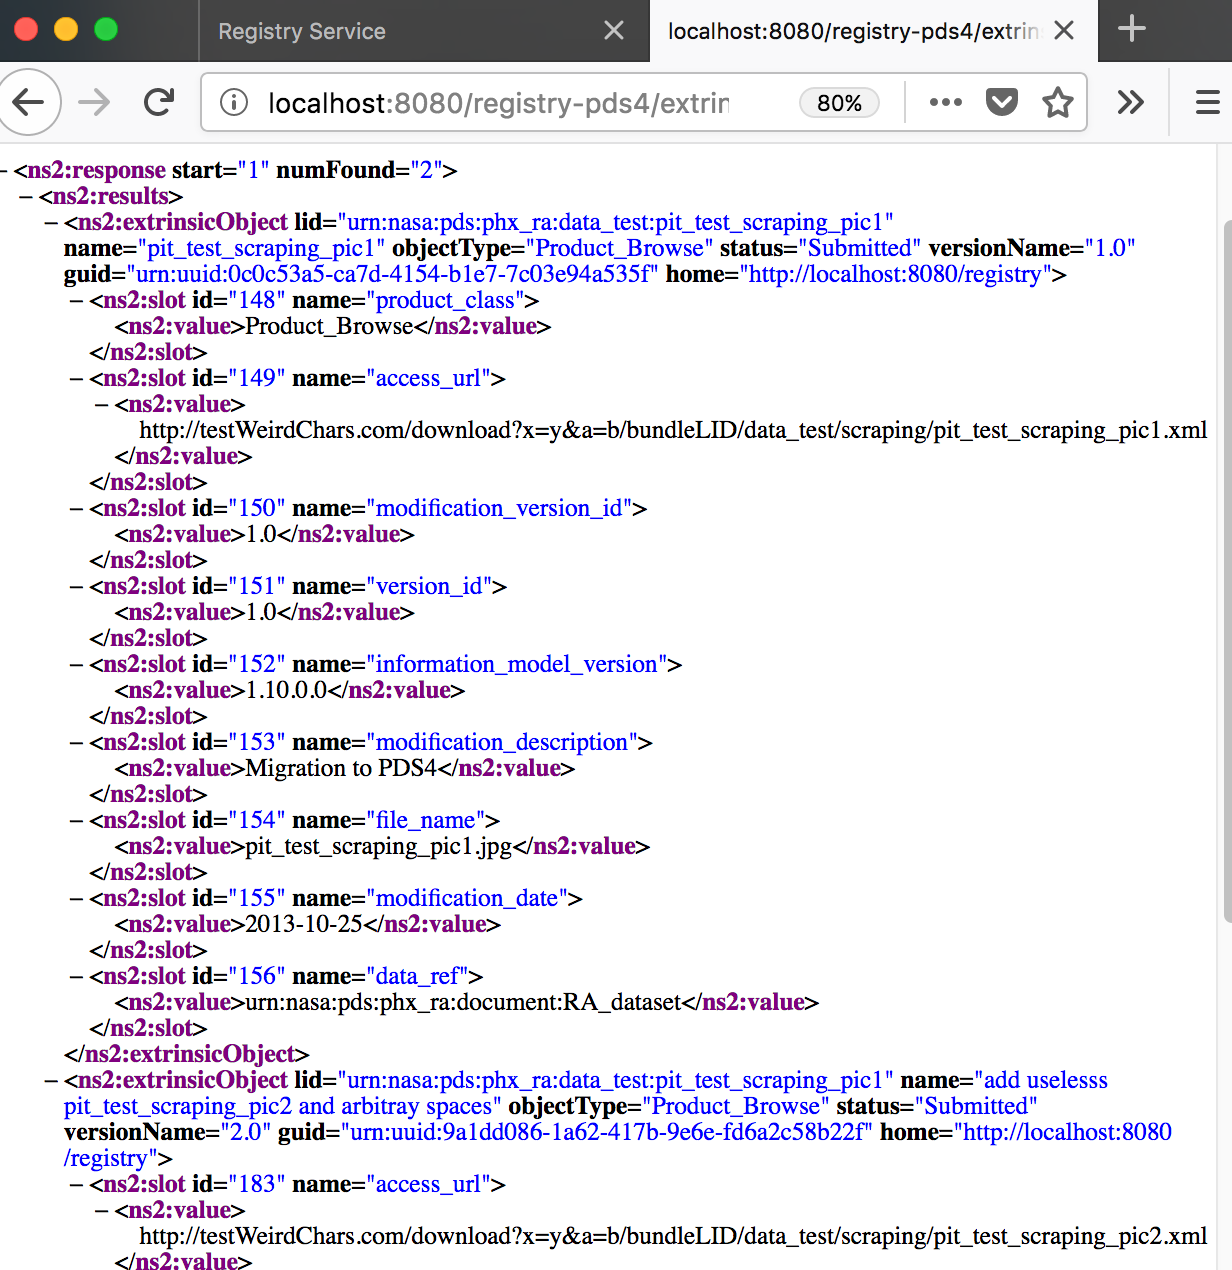 Registry Service
localhost:8080/registry-pds4/extrin
localhost:8080/registry-pds4/extrin
80%
– <ns2:response start="1" numFound="2">
– <ns2:results>
– <ns2:extrinsicObject lid="urn:nasa:pds:phx_ra:data_test:pit_test_scraping_pic1"
name="pit_test_scraping_pic1" objectType="Product_Browse" status="Submitted" versionName="1.0"
guid="urn:uuid:0c0c53a5-ca7d-4154-b1e7-7c03e94a535f" home="http://localhost:8080/registry">
– <ns2:slot id="148" name="product_class">
<ns2:value>Product_Browse</ns2:value>
</ns2:slot>
– <ns2:slot id="149" name="access_url">
– <ns2:value>
http://testWeirdChars.com/download?x=y&a=b/bundleLID/data_test/scraping/pit_test_scraping_pic1.xml
</ns2:value>
</ns2:slot>
– <ns2:slot id="150" name="modification_version_id">
<ns2:value>1.0</ns2:value>
</ns2:slot>
– <ns2:slot id="151" name="version_id">
<ns2:value>1.0</ns2:value>
</ns2:slot>
– <ns2:slot id="152" name="information_model_version">
<ns2:value>1.10.0.0</ns2:value>
</ns2:slot>
– <ns2:slot id="153" name="modification_description">
<ns2:value>Migration to PDS4</ns2:value>
</ns2:slot>
– <ns2:slot id="154" name="file_name">
<ns2:value>pit_test_scraping_pic1.jpg</ns2:value>
</ns2:slot>
– <ns2:slot id="155" name="modification_date">
<ns2:value>2013-10-25</ns2:value>
</ns2:slot>
– <ns2:slot id="156" name="data_ref">
<ns2:value>urn:nasa:pds:phx_ra:document:RA_dataset</ns2:value>
</ns2:slot>
</ns2:extrinsicObject>
– <ns2:extrinsicObject lid="urn:nasa:pds:phx_ra:data_test:pit_test_scraping_pic1" name="add uselesss
pit_test_scraping_pic2 and arbitray spaces" objectType="Product_Browse" status="Submitted"
versionName="2.0" guid="urn:uuid:9a1dd086-1a62-417b-9e6e-fd6a2c58b22f" home="http://localhost:8080
/registry">
– <ns2:slot id="183" name="access_url">
– <ns2:value>
http://testWeirdChars.com/download?x=y&a=b/bundleLID/data_test/scraping/pit_test_scraping_pic2.xml
</ns2:value>